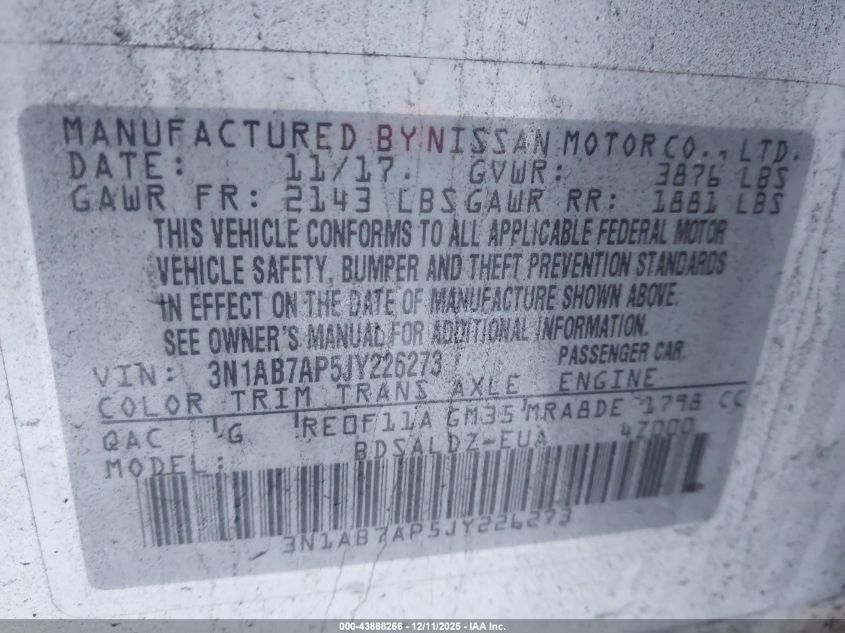 MANUFACTURED BY NISSAN MOTOR CO., LTD.
DATE: 11/17. GVWR: 3876 LBS
GAWR FR: 2143 LBS GAWR RR: 1881 LBS
THIS VEHICLE CONFORMS TO ALL APPLICABLE FEDERAL MOTOR
VEHICLE SAFETY, BUMPER AND THEFT PREVENTION STANDARDS
IN EFFECT ON THE DATE OF MANUFACTURE SHOWN ABOVE.
SEE OWNER'S MANUAL FOR ADDITIONAL INFORMATION.
VIN: 3N1AB7AP5JY226273 PASSENGER CAR
COLOR TRIM TRANS AXLE ENGINE
QAC G RE0F11A GM35 MRA8DE 1798 CC
MODEL: BDSALDZ-EUA 47000
3N1AB7AP5JY226273
000-43888266 - 12/11/2025 - IAA Inc.